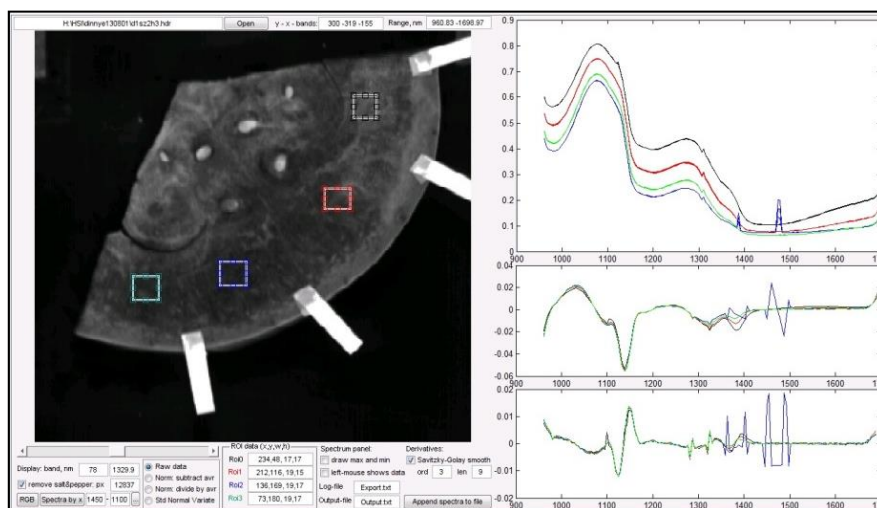 H:\HSI\dinnye130801\d1sz2h3.hdr Open y - x - bands: 300 -319 -155 Range, nm 960.83 -1698.97
0.9
0.8
0.7
0.6
0.5
0.4
0.3
0.2
0.1
0
900 1000 1100 1200 1300 1400 1500 1600
0.04
0.02
0
-0.02
-0.04
-0.06
900 1000 1100 1200 1300 1400 1500 1600
0.02
0.01
0
-0.01
-0.02
900 1000 1100 1200 1300 1400 1500 1600
Display: band, nm 78 1329.9
remove salt&pepper: px 12837
RGB Spectra by x 1450 - 1100 ...
Raw data
Norm: subtract avr
Norm: divide by avr
Std Normal Variate
ROI data (x,y,w,h)
Roi0 234,48, 17,17
Roi1 212,116, 19,15
Roi2 136,169, 19,17
Roi3 73,180, 19,17
Spectrum panel:
draw max and min
left-mouse shows data
Log-file Export.txt
Output-file Output.txt
Derivatives:
Savitzky-Golay smooth
ord 3 len 9
Append spectra to file